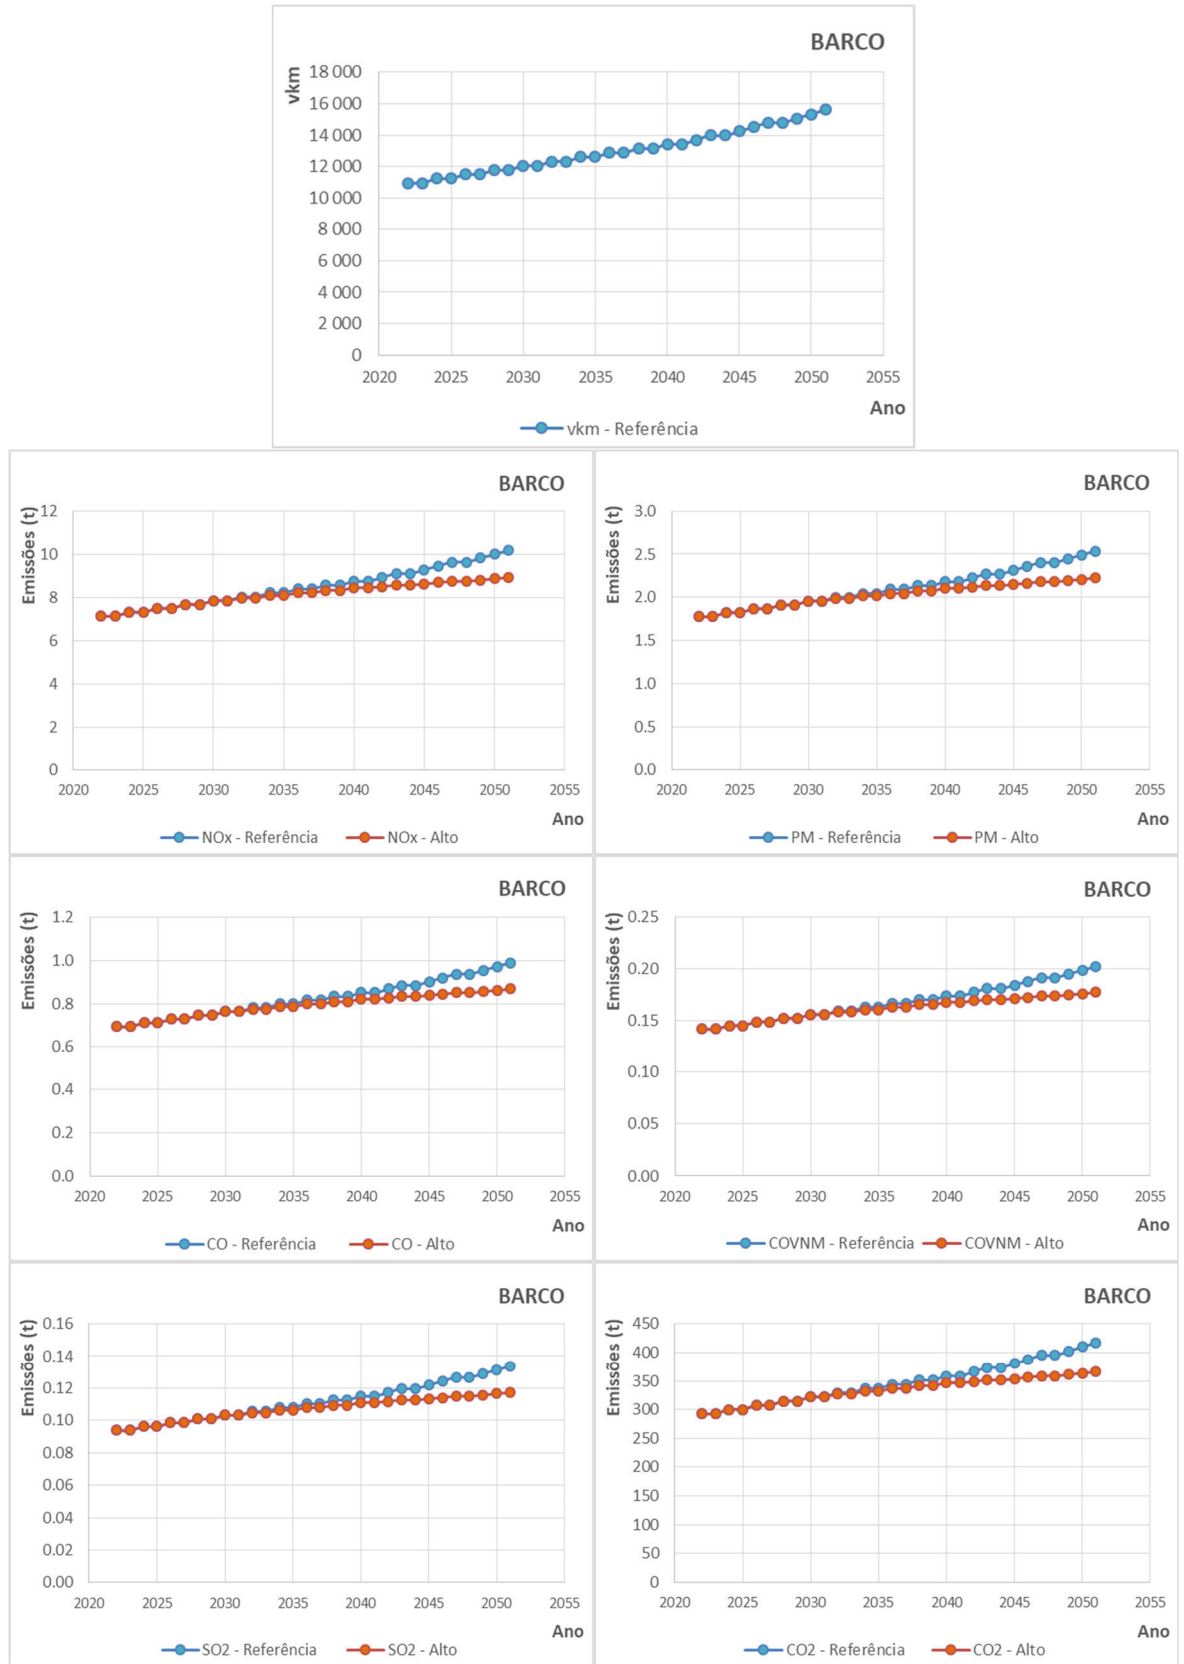 BARCO
vkm
18 000
16 000
14 000
12 000
10 000
8 000
6 000
4 000
2 000
0
2020 2025 2030 2035 2040 2045 2050 2055
Ano
vkm - Referência
BARCO
Emissões (t)
12
10
8
6
4
2
0
2020 2025 2030 2035 2040 2045 2050 2055
Ano
NOx - Referência NOx - Alto
BARCO
Emissões (t)
3.0
2.5
2.0
1.5
1.0
0.5
0.0
2020 2025 2030 2035 2040 2045 2050 2055
Ano
PM - Referência PM - Alto
BARCO
Emissões (t)
1.2
1.0
0.8
0.6
0.4
0.2
0.0
2020 2025 2030 2035 2040 2045 2050 2055
Ano
CO - Referência CO - Alto
BARCO
Emissões (t)
0.25
0.20
0.15
0.10
0.05
0.00
2020 2025 2030 2035 2040 2045 2050 2055
Ano
COVNM - Referência COVNM - Alto
BARCO
Emissões (t)
0.16
0.14
0.12
0.10
0.08
0.06
0.04
0.02
0.00
2020 2025 2030 2035 2040 2045 2050 2055
Ano
SO2 - Referência SO2 - Alto
BARCO
Emissões (t)
450
400
350
300
250
200
150
100
50
0
2020 2025 2030 2035 2040 2045 2050 2055
Ano
CO2 - Referência CO2 - Alto